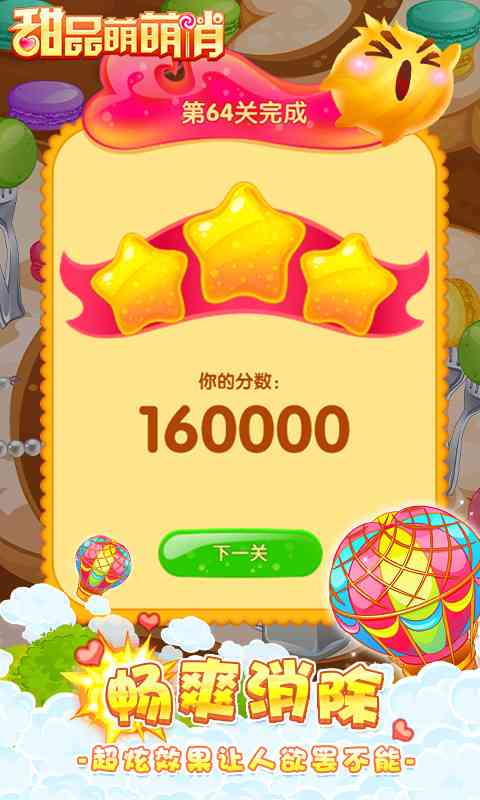 甜品萌萌消
第64关完成
你的分数：
160000
下一关
畅爽消除
-超炫效果让人欲罢不能-